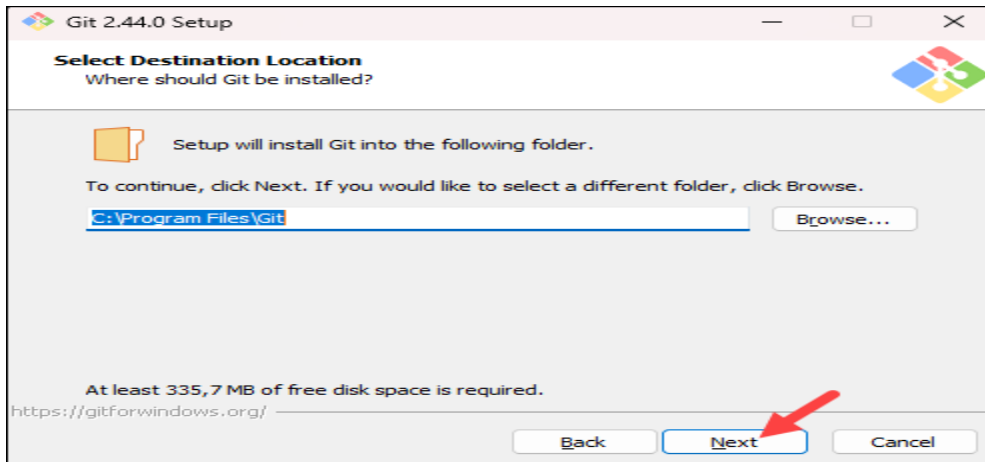 Git 2.44.0 Setup
Select Destination Location
Where should Git be installed?
Setup will install Git into the following folder.
To continue, click Next. If you would like to select a different folder, click Browse.
C:\Program Files\Git
Browse...
At least 335,7 MB of free disk space is required.
https://gitforwindows.org/
Back
Next
Cancel